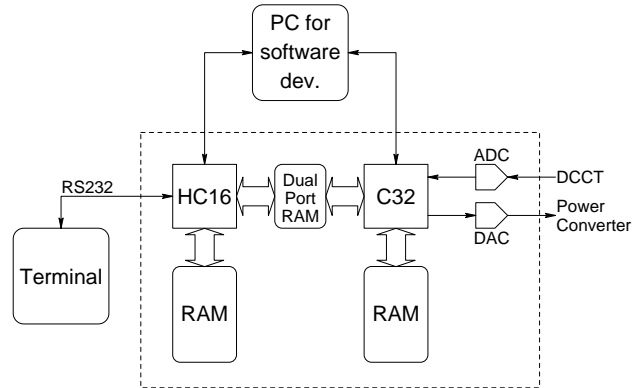 PC for
software
dev.
ADC
RS232
HC16
Dual
Port
RAM
C32
DCCT
Power
Converter
DAC
Terminal
RAM
RAM